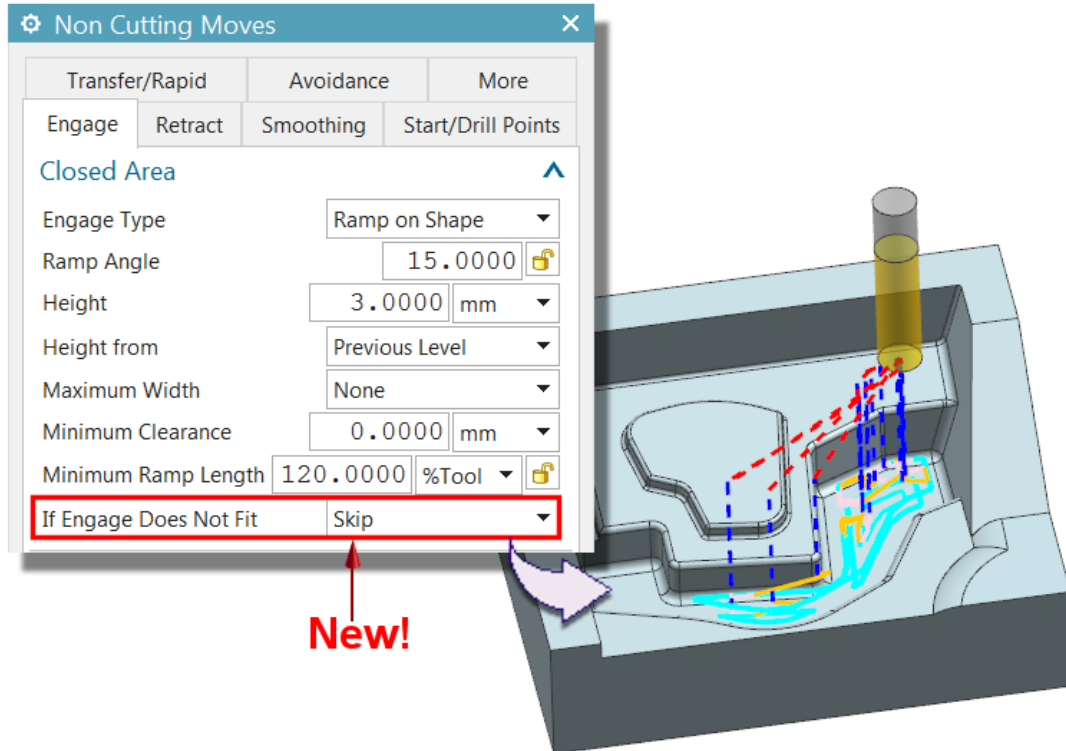 Non Cutting Moves
Transfer/Rapid Avoidance More
Engage Retract Smoothing Start/Drill Points
Closed Area
Engage Type Ramp on Shape
Ramp Angle 15.0000
Height 3.0000 mm
Height from Previous Level
Maximum Width None
Minimum Clearance 0.0000 mm
Minimum Ramp Length 120.0000 %Tool
If Engage Does Not Fit Skip
New!